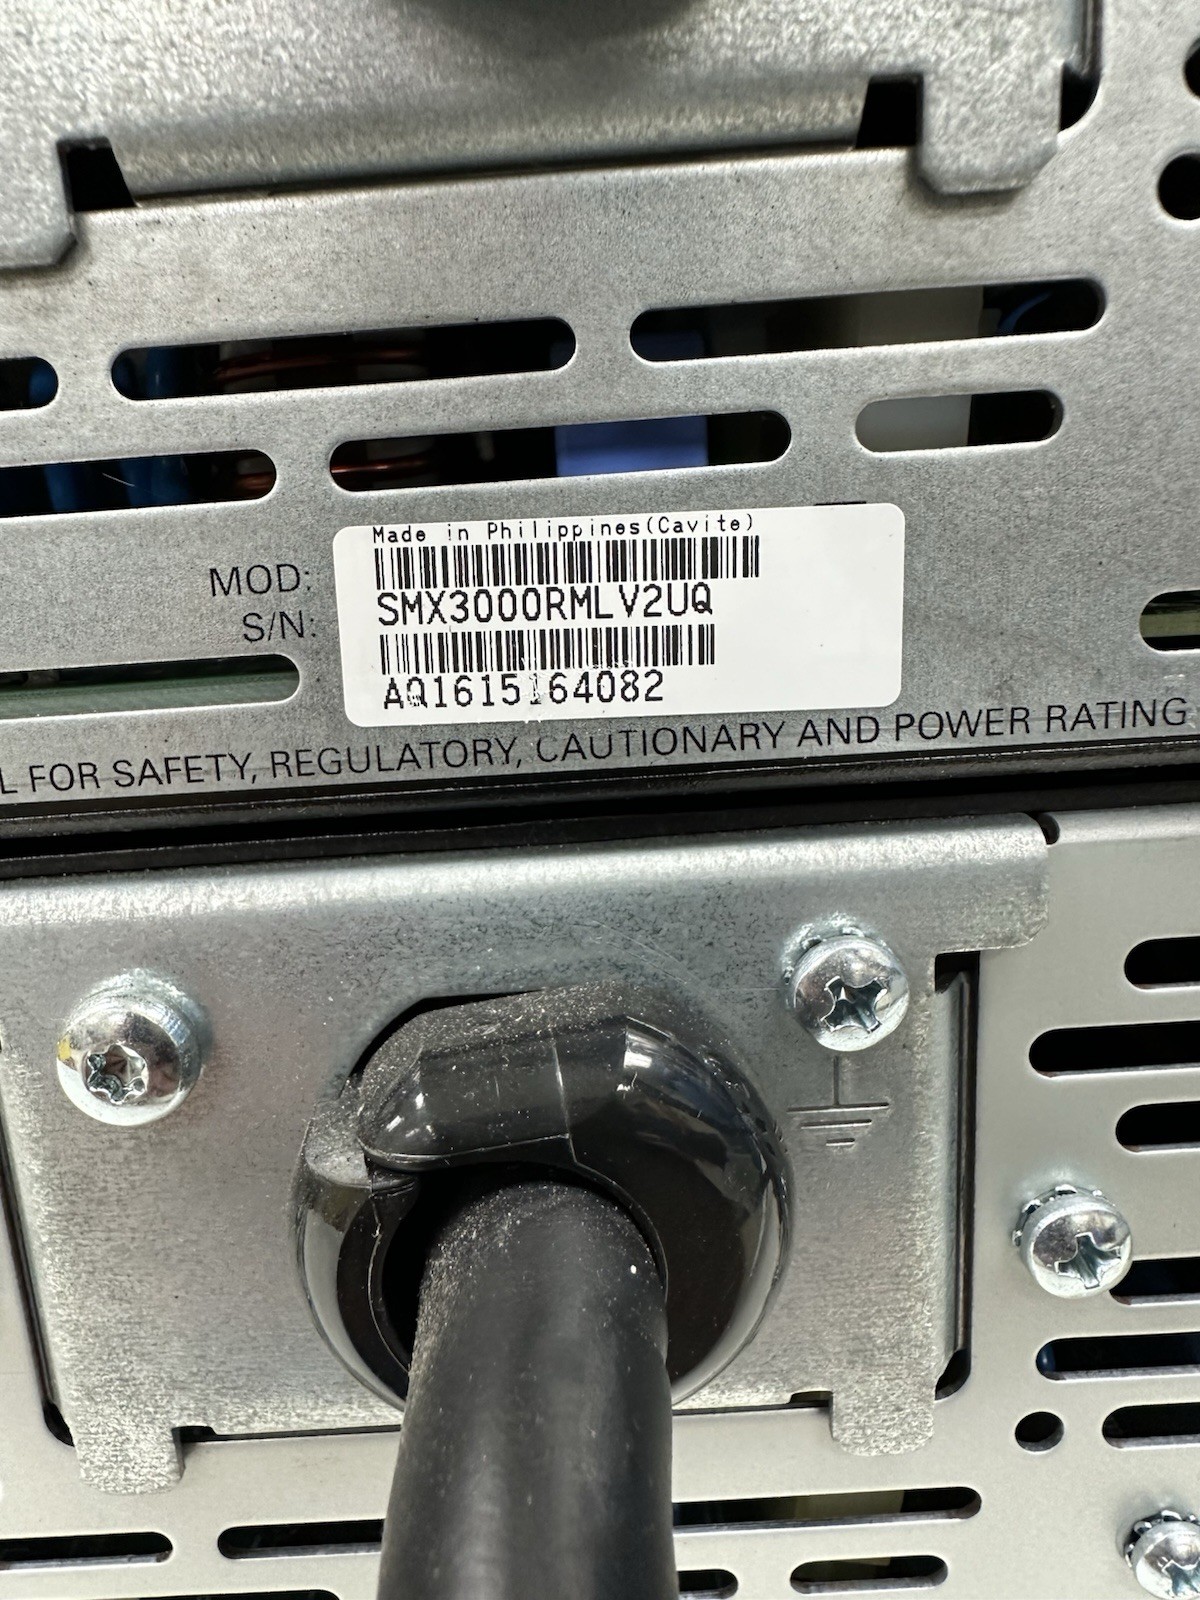 Made in Philippines(Cavite)
MOD: SMX3000RMLV2UQ
S/N: AQ1615164082
L FOR SAFETY, REGULATORY, CAUTIONARY AND POWER RATING